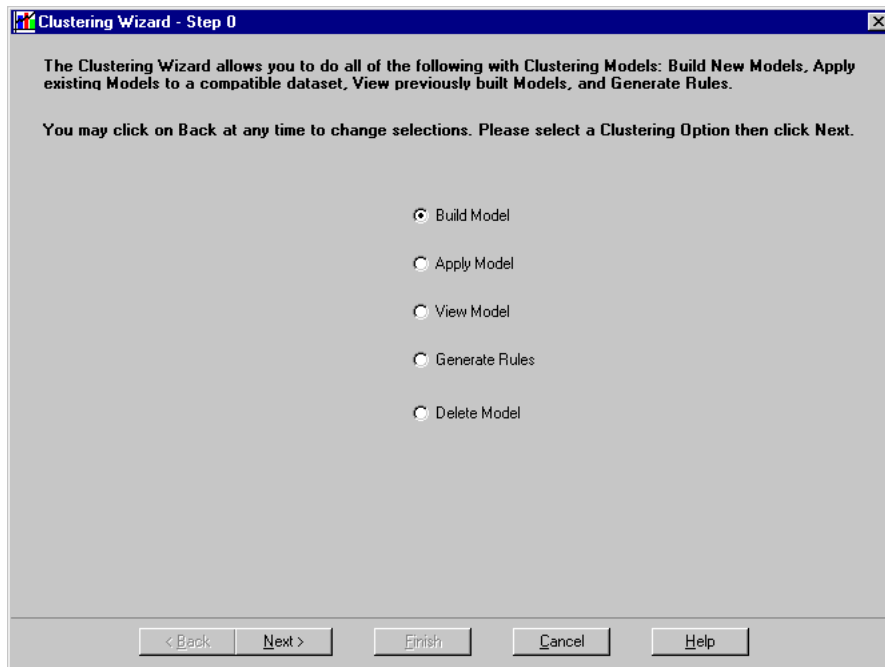 Clustering Wizard - Step 0
The Clustering Wizard allows you to do all of the following with Clustering Models: Build New Models, Apply
existing Models to a compatible dataset, View previously built Models, and Generate Rules.
You may click on Back at any time to change selections. Please select a Clustering Option then click Next.
Build Model
Apply Model
View Model
Generate Rules
Delete Model
< Back Next > Finish Cancel Help